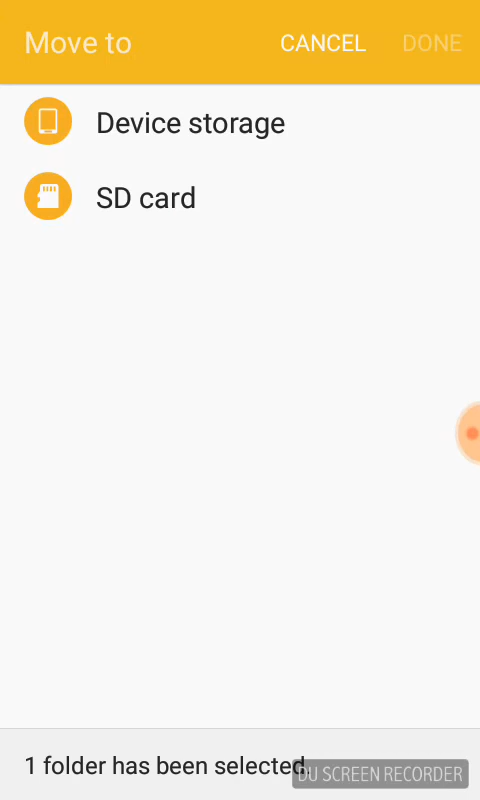 Move to CANCEL DONE
Device storage
SD card
1 folder has been selected.
DU SCREEN RECORDER